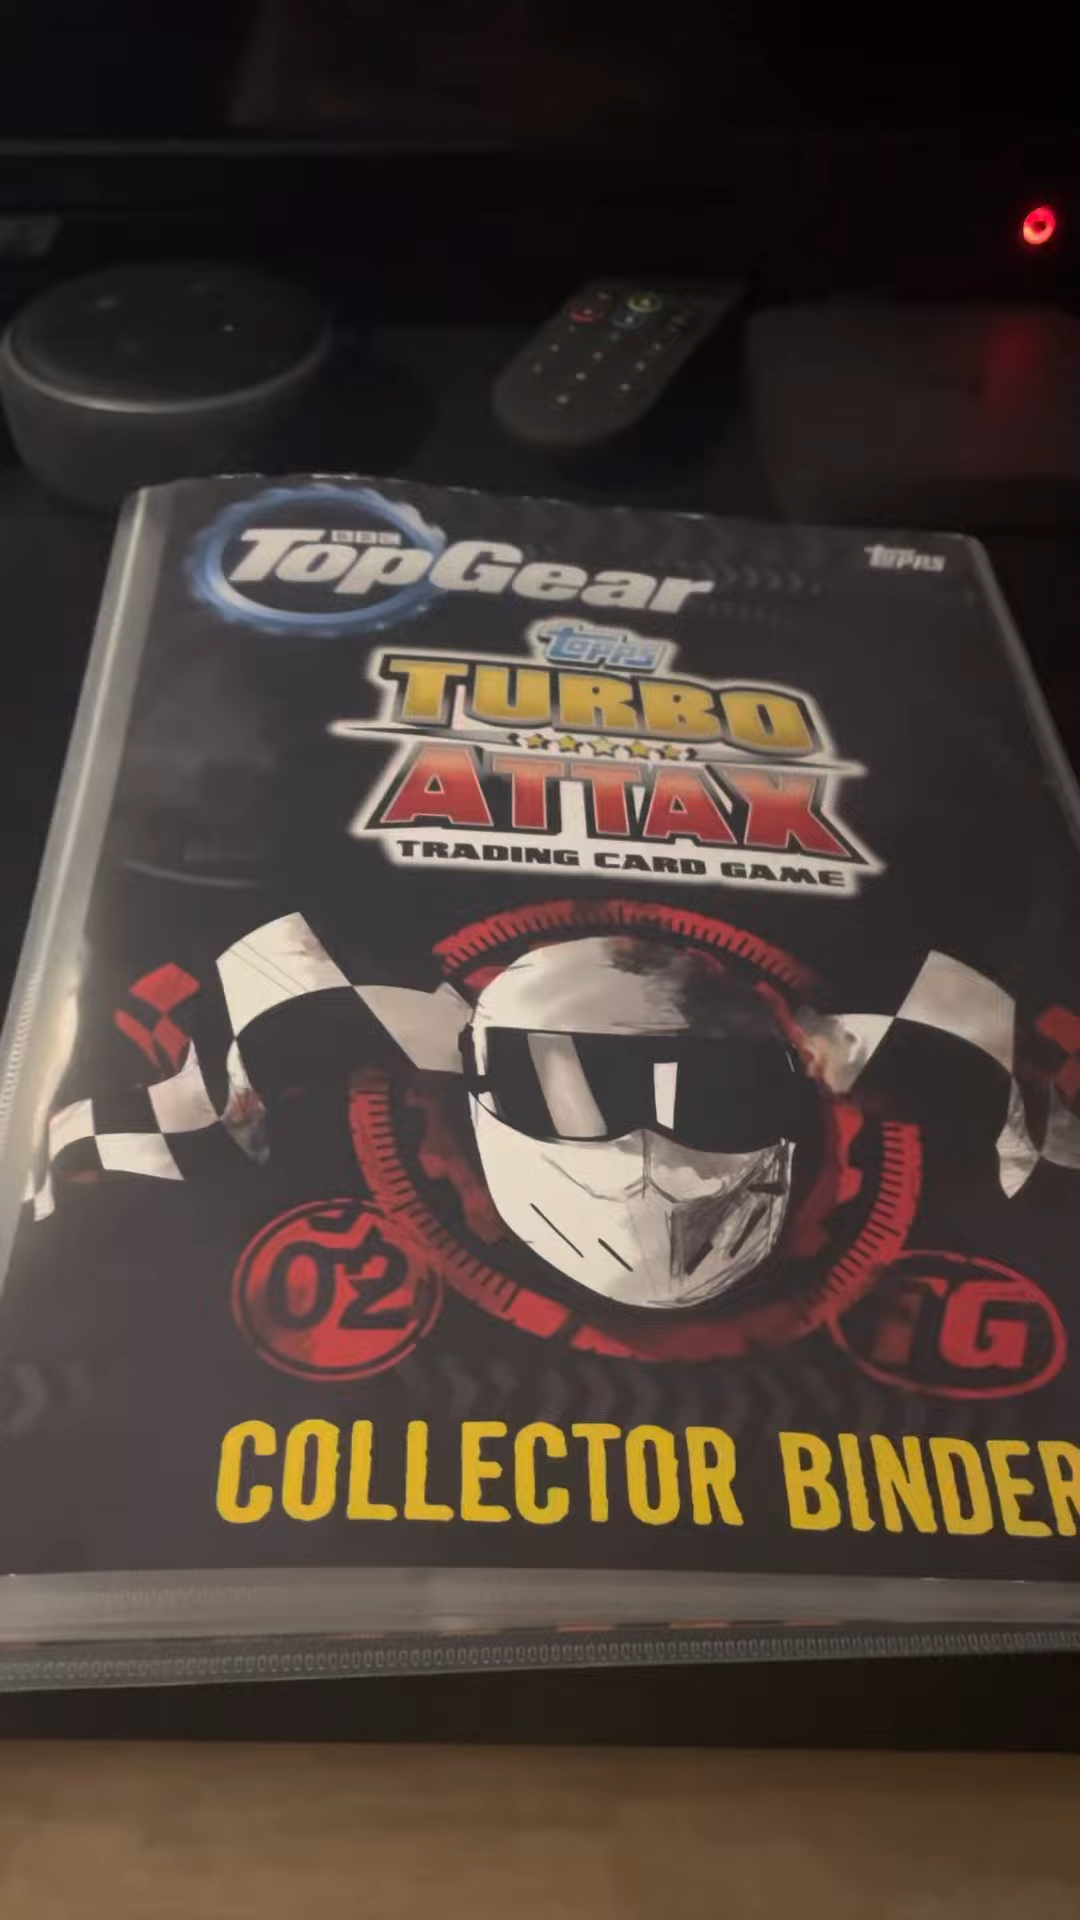 BBC
TopGear
TOPPS
Topps
TURBO
ATTAX
TRADING CARD GAME
02
TG
COLLECTOR BINDER